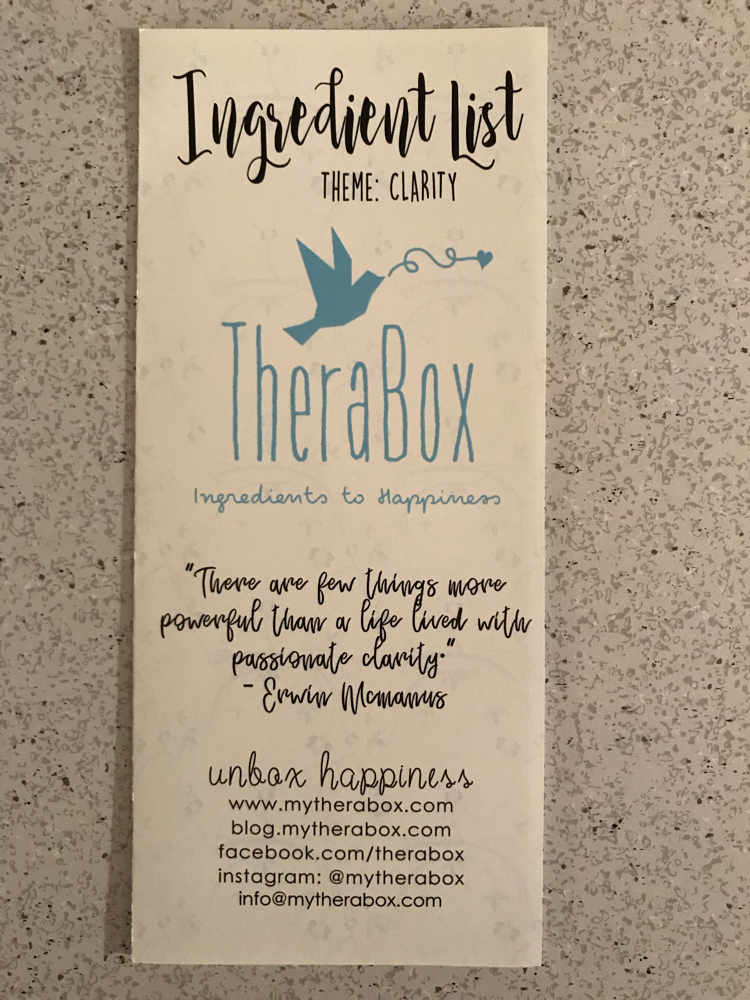 Ingredient List
THEME: CLARITY
TheraBox
Ingredients to Happiness
"There are few things more
powerful than a life lived with
passionate clarity."
- Erwin Mcmanus
unbox happiness
www.mytherabox.com
blog.mytherabox.com
facebook.com/therabox
instagram: @mytherabox
info@mytherabox.com